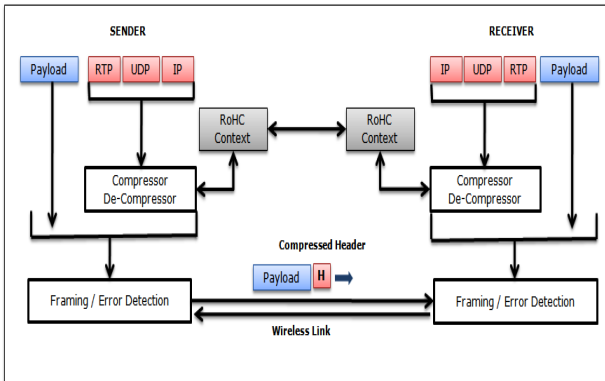 SENDER
RECEIVER
Payload
RTP
UDP
IP
IP
UDP
RTP
Payload
RoHC
Context
RoHC
Context
Compressor
De-Compressor
Compressor
De-Compressor
Compressed Header
Payload
H
Framing / Error Detection
Framing / Error Detection
Wireless Link